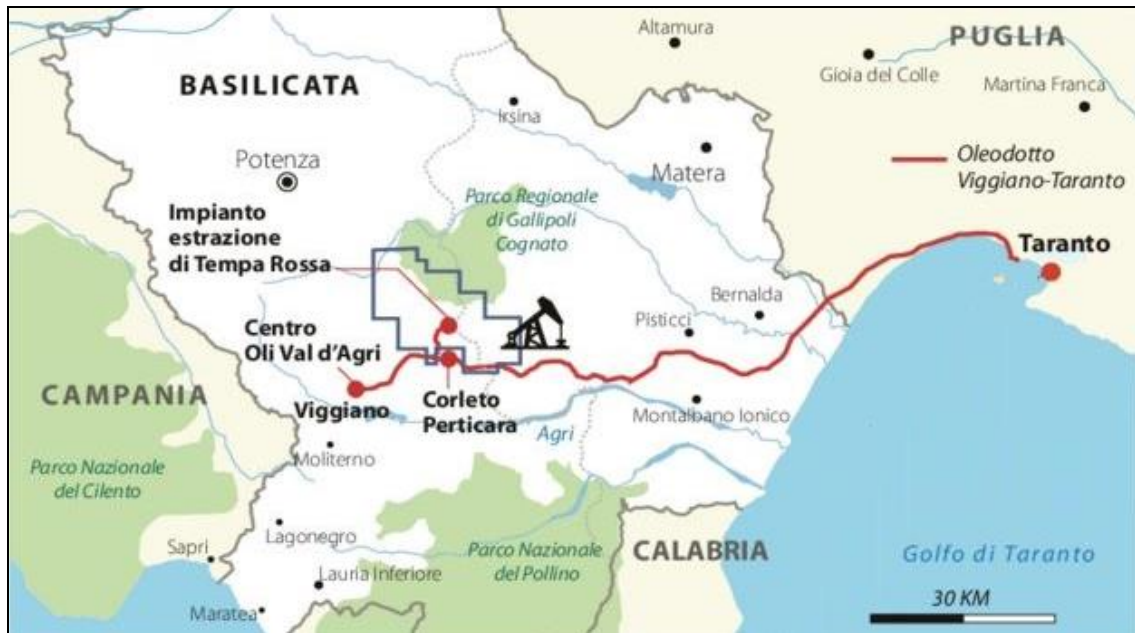 Altamura
PUGLIA
Gioia del Colle
Martina Franca
BASILICATA
Irsina
Matera
Oleodotto
Viggiano-Taranto
Potenza
Parco Regionale
di Gallipoli
Cognato
Impianto
estrazione
di Tempa Rossa
Taranto
Bernalda
Pisticci
Centro
Oli Val d'Agri
CAMPANIA
Viggiano
Corleto
Perticara
Montalbano Ionico
Agri
Moliterno
Parco Nazionale
del Cilento
Lagonegro
Sapri
Parco Nazionale
del Pollino
CALABRIA
Golfo di Taranto
Lauria Inferiore
Maratea
30 KM